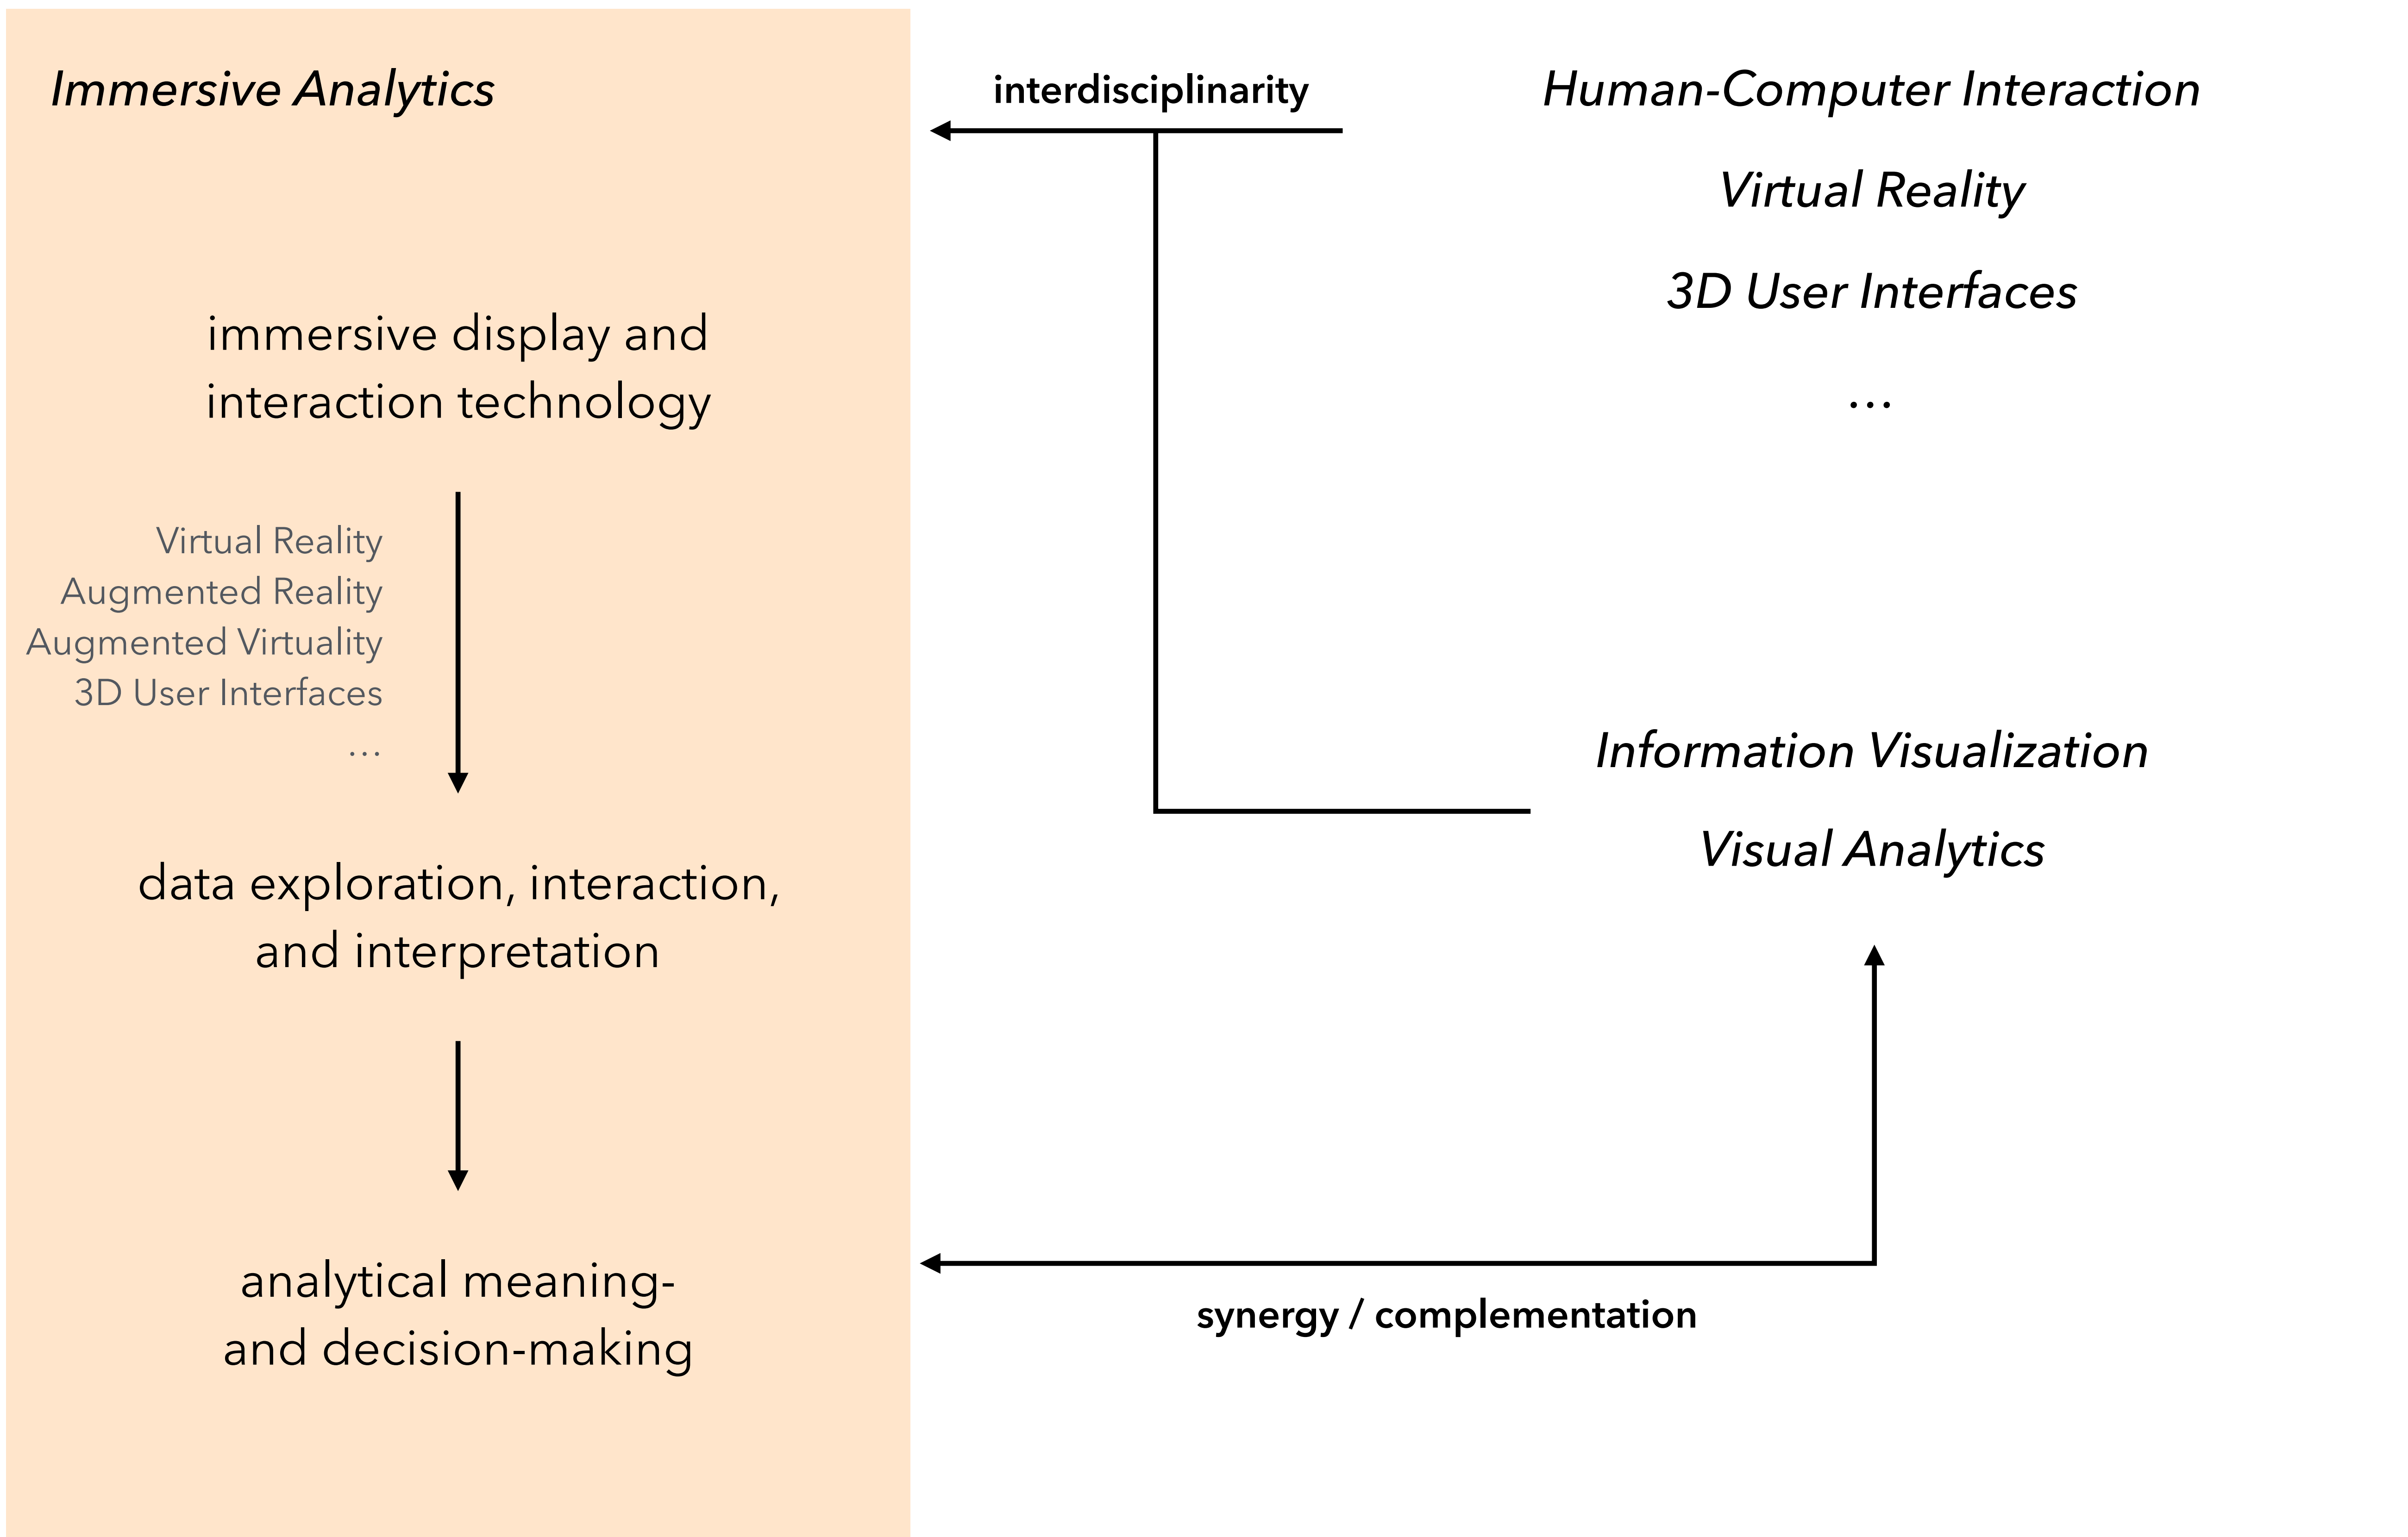 Immersive Analytics
immersive display and
interaction technology
Virtual Reality
Augmented Reality
Augmented Virtuality
3D User Interfaces
...
data exploration, interaction,
and interpretation
analytical meaning-
and decision-making
interdisciplinarity
Human-Computer Interaction
Virtual Reality
3D User Interfaces
...
Information Visualization
Visual Analytics
synergy / complementation